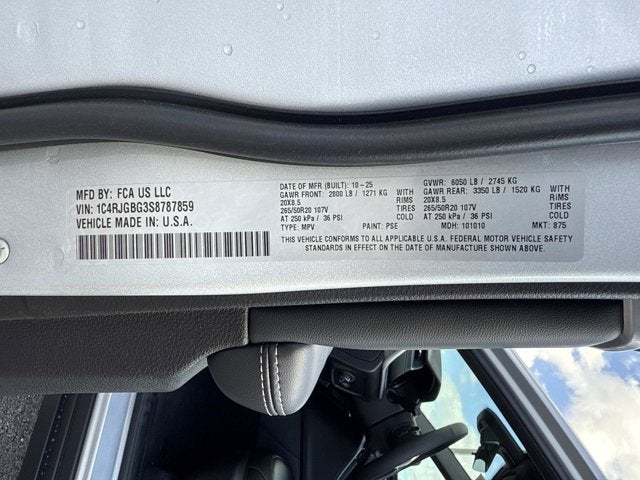 MFD BY: FCA US LLC
VIN: 1C4RJGBG3S8787859
VEHICLE MADE IN: U.S.A.
DATE OF MFR (BUILT): 10-25 GVWR: 6050 LB / 2745 KG
GAWR FRONT: 2800 LB / 1271 KG WITH GAWR REAR: 3350 LB / 1520 KG WITH
20X8.5 RIMS 20X8.5 RIMS
265/50R20 107V TIRES 265/50R20 107V TIRES
AT 250 kPa / 36 PSI COLD AT 250 kPa / 36 PSI COLD
TYPE: MPV PAINT: PSE MDH: 101010 MKT: 875
THIS VEHICLE CONFORMS TO ALL APPLICABLE U.S.A. FEDERAL MOTOR VEHICLE SAFETY
STANDARDS IN EFFECT ON THE DATE OF MANUFACTURE SHOWN ABOVE.